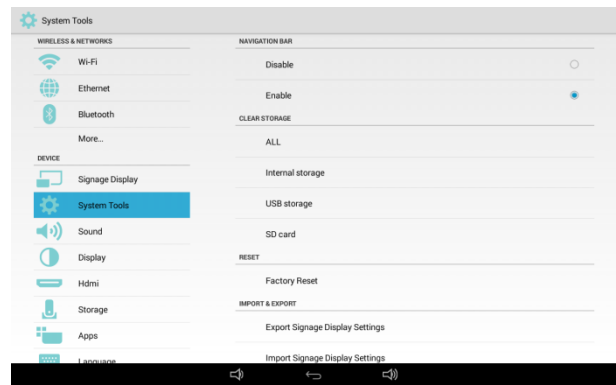 System Tools
WIRELESS & NETWORKS
Wi-Fi
Ethernet
Bluetooth
More...
DEVICE
Signage Display
System Tools
Sound
Display
Hdmi
Storage
Apps
Language
NAVIGATION BAR
Disable
Enable
CLEAR STORAGE
ALL
Internal storage
USB storage
SD card
RESET
Factory Reset
IMPORT & EXPORT
Export Signage Display Settings
Import Signage Display Settings